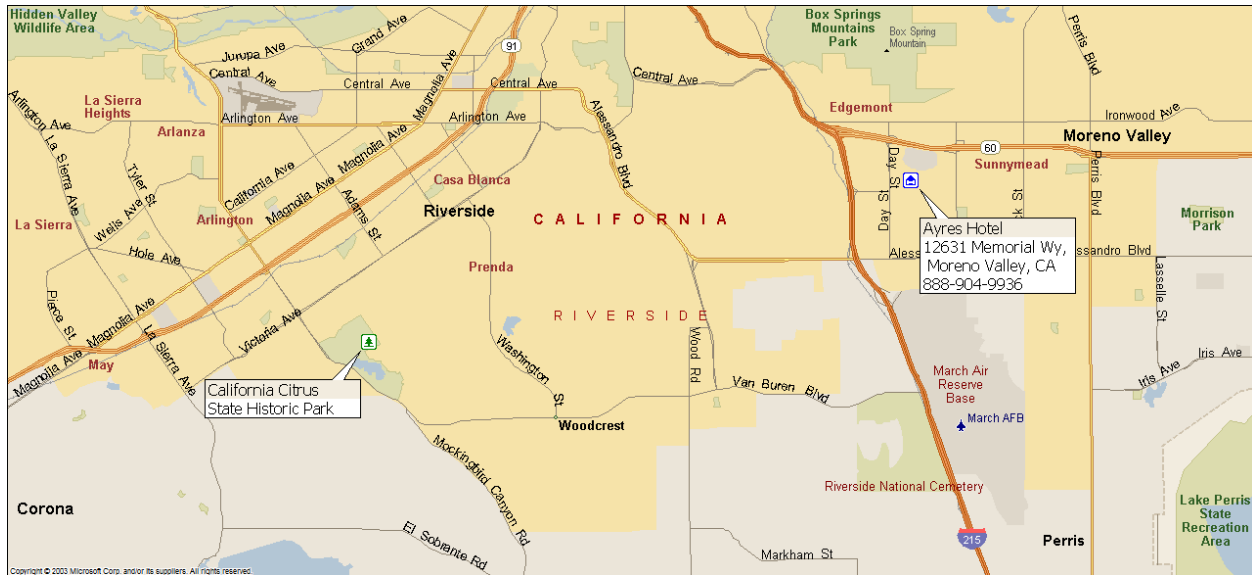 Hidden Valley
Wildlife Area
Jurupa Ave
Grand Ave
91
Box Springs
Mountains
Park
Box Spring
Mountain
Perris Blvd
Central Ave
Central Ave
Central Ave
Central Ave
Magnolia Ave
Edgemont
Ironwood Ave
La Sierra
Heights
Arlington Ave
Arlanza
Arlington Ave
Arlington Ave
Alessandro Blvd
Moreno Valley
60
Sunnymead
La Sierra Ave
Tyler St
California Ave
Magnolia Ave
Casa Blanca
Day St
Perris Blvd
Wells Ave
Magnolia Ave
Adams St
Riverside
CALIFORNIA
La Sierra
Arlington
Day St
ck St
Morrison
Park
Ayres Hotel
12631 Memorial Wy,
Moreno Valley, CA
888-904-9936
Hole Ave
Prenda
Aless
ssandro Blvd
Lasselle St
Pierce St
Magnolia Ave
La Sierra Ave
Victoria Ave
RIVERSIDE
Washington St
Wood Rd
Magnolia Ave
May
California Citrus
State Historic Park
Van Buren Blvd
March Air
Reserve
Base
Iris Ave
Iris Ave
Woodcrest
March AFB
Mockingbird Canyon Rd
Riverside National Cemetery
Corona
El Sobrante Rd
215
Perris
Lake Perris
State
Recreation
Area
Markham St
Copyright © 2003 Microsoft Corp. and/or its suppliers. All rights reserved.